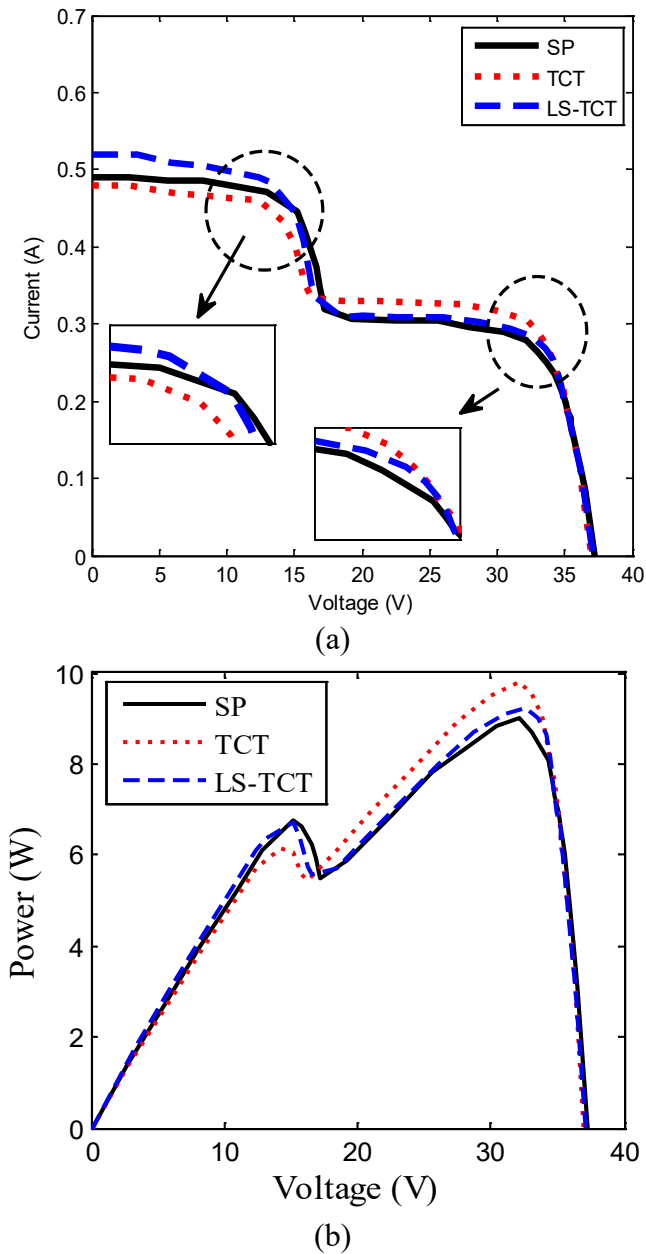 0.7
0.6
0.5
0.4
0.3
0.2
0.1
0
Current (A)
SP
TCT
LS-TCT
0 5 10 15 20 25 30 35 40
Voltage (V)
(a)
10
8
6
4
2
0
Power (W)
SP
TCT
LS-TCT
0 10 20 30 40
Voltage (V)
(b)